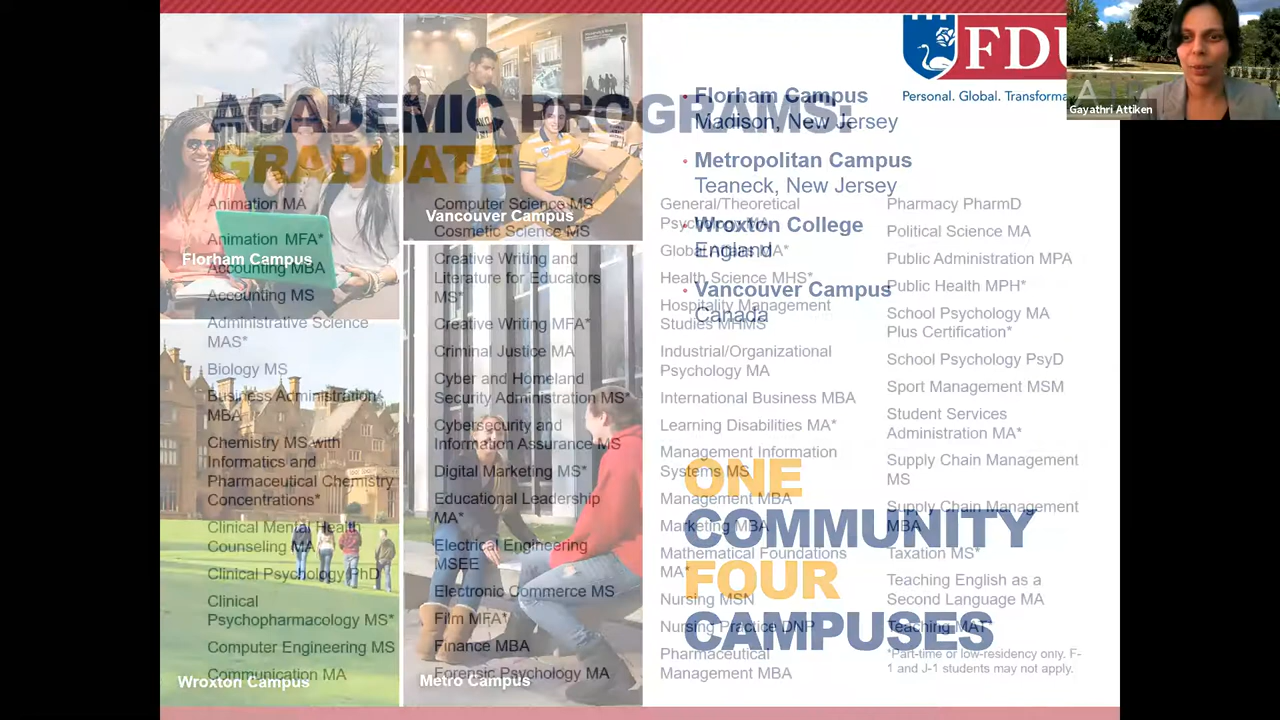 FDU
Personal. Global. Transforma
Gayathri Attiken
ACADEMIC PROGRAMS:
GRADUATE
Animation MA
Animation MFA*
Accounting MBA
Accounting MS
Administrative Science
MAS*
Biology MS
Business Administration
MBA
Chemistry MS with
Informatics and
Pharmaceutical Chemistry
Concentrations*
Clinical Mental Health
Counseling MA
Clinical Psychology PhD
Clinical
Psychopharmacology MS*
Computer Engineering MS
Communication MA
Computer Science MS
Cosmetic Science MS
Creative Writing and
Literature for Educators
MS*
Creative Writing MFA*
Criminal Justice MA
Cyber and Homeland
Security Administration MS*
Cybersecurity and
Information Assurance MS
Digital Marketing MS*
Educational Leadership
MA*
Electrical Engineering
MSEE
Electronic Commerce MS
Film MFA*
Finance MBA
Forensic Psychology MA
General/Theoretical
Psychology MA
Global Affairs MA*
Health Science MHS*
Hospitality Management
Studies MHMS
Industrial/Organizational
Psychology MA
International Business MBA
Learning Disabilities MA*
Management Information
Systems MS
Management MBA
Marketing MBA
Mathematical Foundations
MA*
Nursing MSN
Nursing Practice DNP
Pharmaceutical
Management MBA
Pharmacy PharmD
Political Science MA
Public Administration MPA
Public Health MPH*
School Psychology MA
Plus Certification*
School Psychology PsyD
Sport Management MSM
Student Services
Administration MA*
Supply Chain Management
MS
Supply Chain Management
MBA
Taxation MS*
Teaching English as a
Second Language MA
Teaching MAT*
*Part-time or low-residency only. F-
1 and J-1 students may not apply.
Florham Campus
Vancouver Campus
Wroxton Campus
Metro Campus
• Florham Campus
Madison, New Jersey
• Metropolitan Campus
Teaneck, New Jersey
• Wroxton College
England
• Vancouver Campus
Canada
ONE
COMMUNITY
FOUR
CAMPUSES